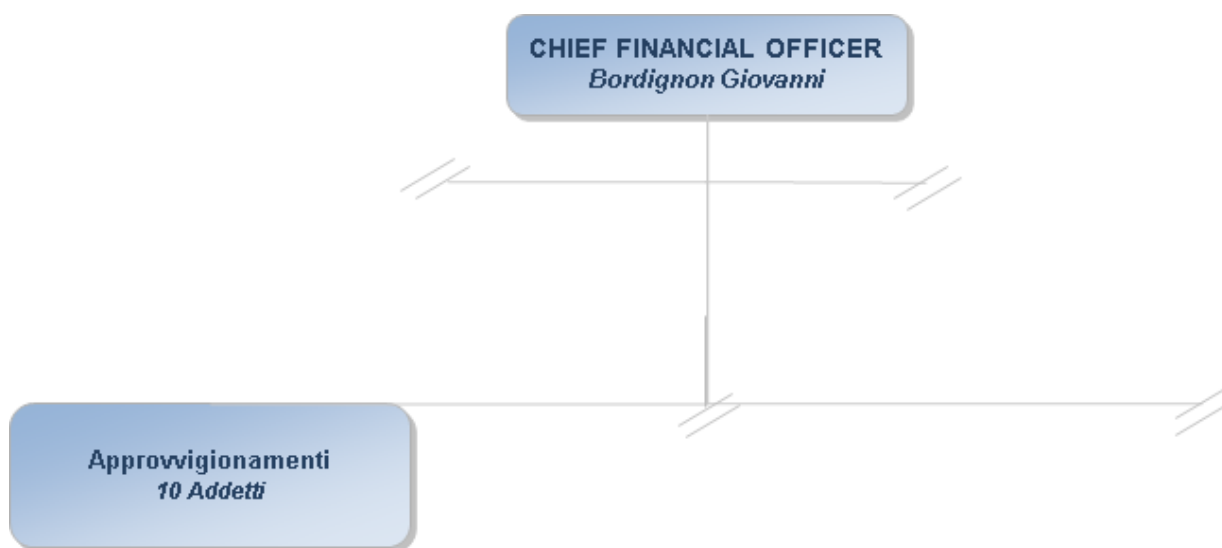 CHIEF FINANCIAL OFFICER
Bordignon Giovanni
Approvvigionamenti
10 Addetti